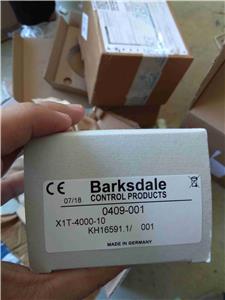 CE
Barksdale
07/18 CONTROL PRODUCTS
0409-001
X1T-4000-10
KH16591.1/ 001
MADE IN GERMANY